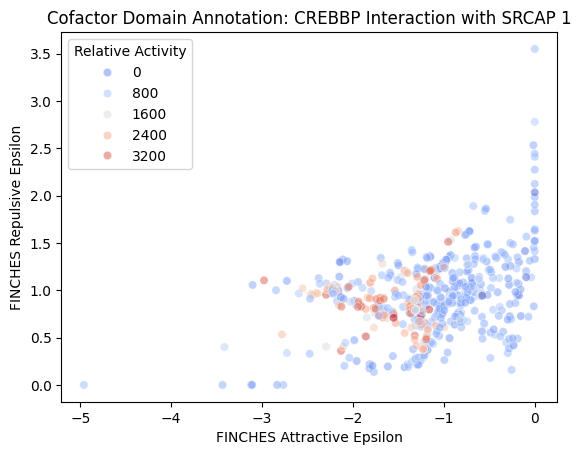 Cofactor Domain Annotation: CREBBP Interaction with SRCAP 1
Relative Activity
0
800
1600
2400
3200
3.5
3.0
2.5
2.0
1.5
1.0
0.5
0.0
FINCHES Repulsive Epsilon
−5 −4 −3 −2 −1 0
FINCHES Attractive Epsilon